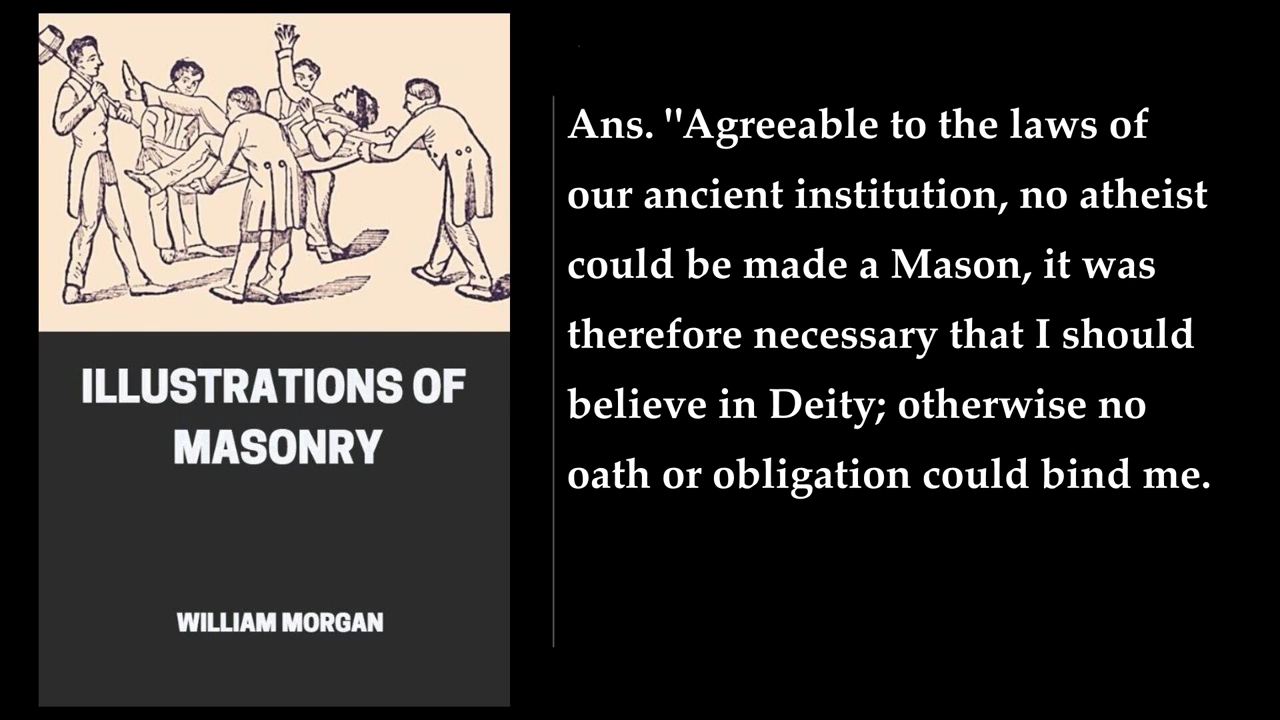 ILLUSTRATIONS OF
MASONRY
WILLIAM MORGAN
Ans. "Agreeable to the laws of
our ancient institution, no atheist
could be made a Mason, it was
therefore necessary that I should
believe in Deity; otherwise no
oath or obligation could bind me.